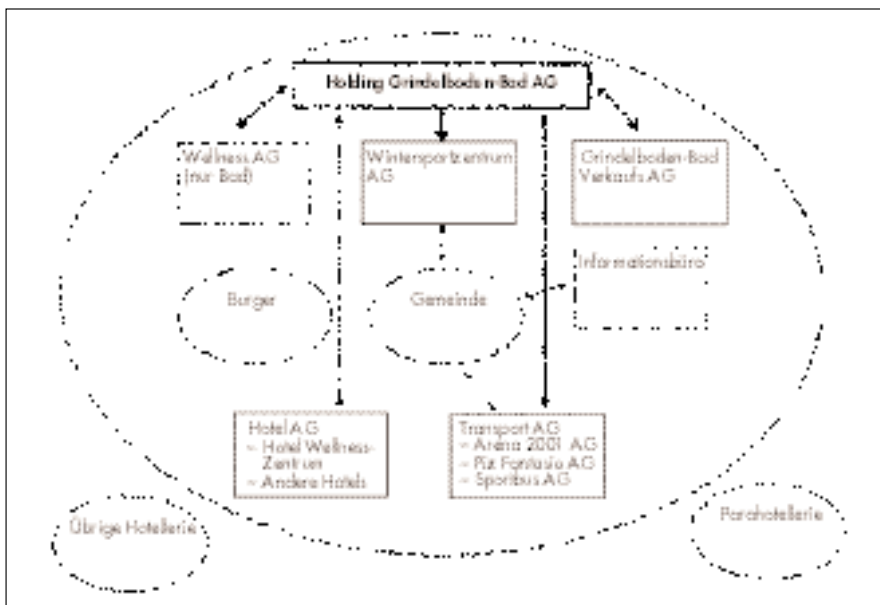 Holding Grindelboden-Bad AG
Wellness AG
(nur Bad)
Wintersportzentrum
AG
Grindelboden-Bad
Verkaufs AG
Informationsbüro
Burger
Gemeinde
Hotel AG
– Hotel Wellness-
Zentrum
– Andere Hotels
Transport AG
– Arena 2001 AG
– Piz Fantasia AG
– Sportbus AG
Übrige Hotellerie
Parahotellerie